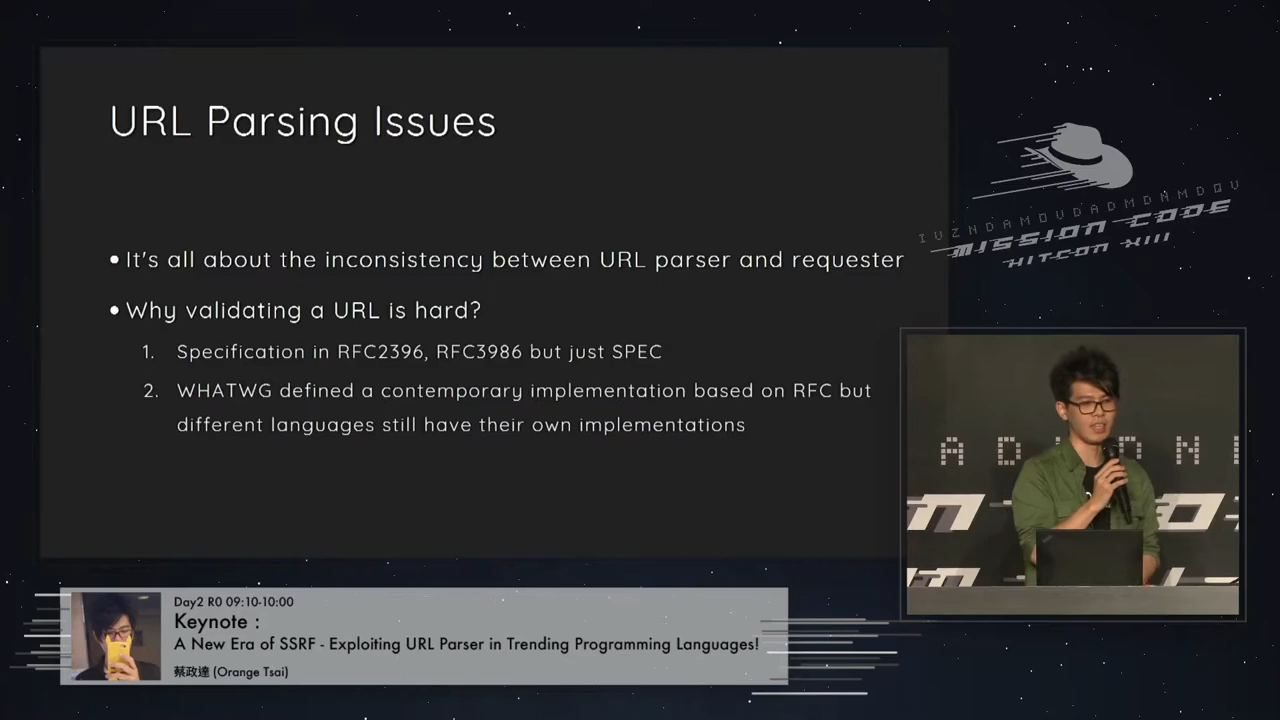 URL Parsing Issues
• It's all about the inconsistency between URL parser and requester
• Why validating a URL is hard?
1. Specification in RFC2396, RFC3986 but just SPEC
2. WHATWG defined a contemporary implementation based on RFC but
different languages still have their own implementations
IVZNDAMOVDADMDNMDQV
MISSION CODE
HITCON XIII
Day2 R0 09:10-10:00
Keynote :
A New Era of SSRF - Exploiting URL Parser in Trending Programming Languages!
蔡政達 (Orange Tsai)